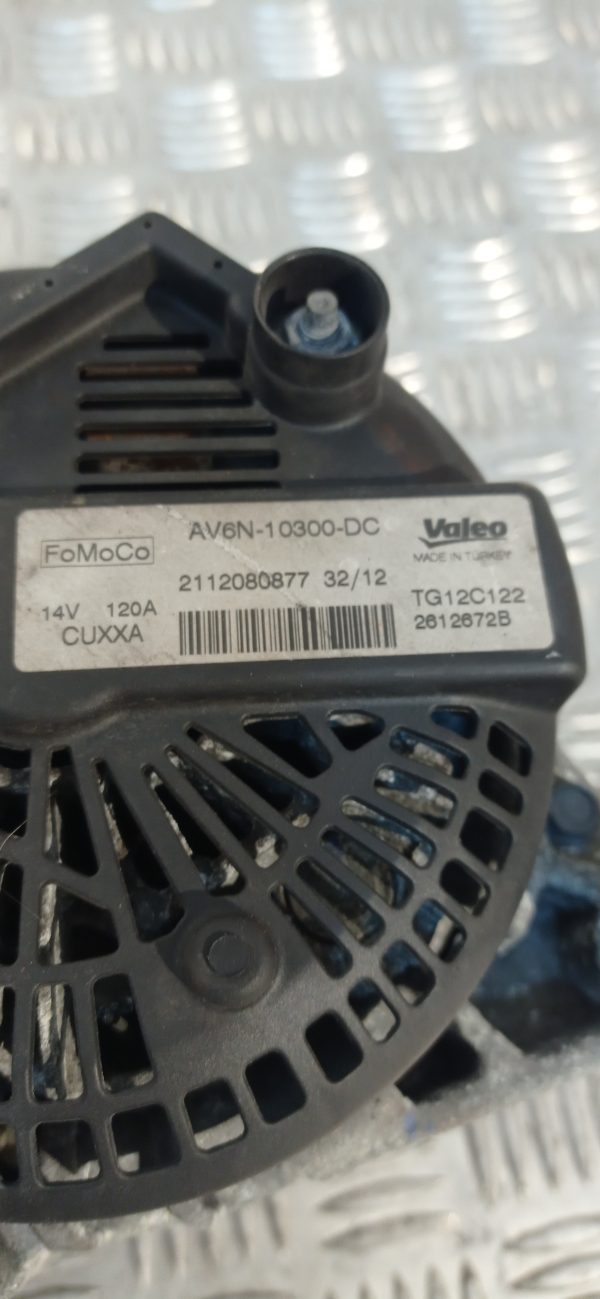 AV6N-10300-DC
Valeo
FoMoCo
MADE IN TURKEY
2112080877 32/12
14V 120A
TG12C122
CUXXA
2612672B